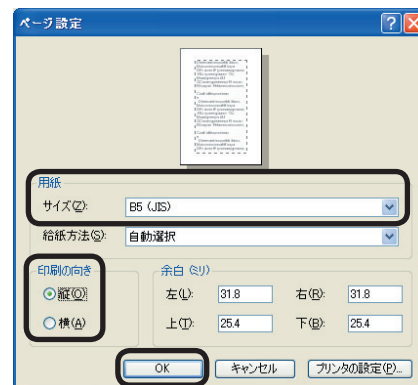 ページ設定
用紙
サイズ(Z): B5 (JIS)
給紙方法(S): 自動選択
印刷の向き
縦(O)
横(A)
余白 (ミリ)
左(L): 31.8 右(R): 31.8
上(T): 25.4 下(B): 25.4
OK キャンセル プリンタの設定(P)...